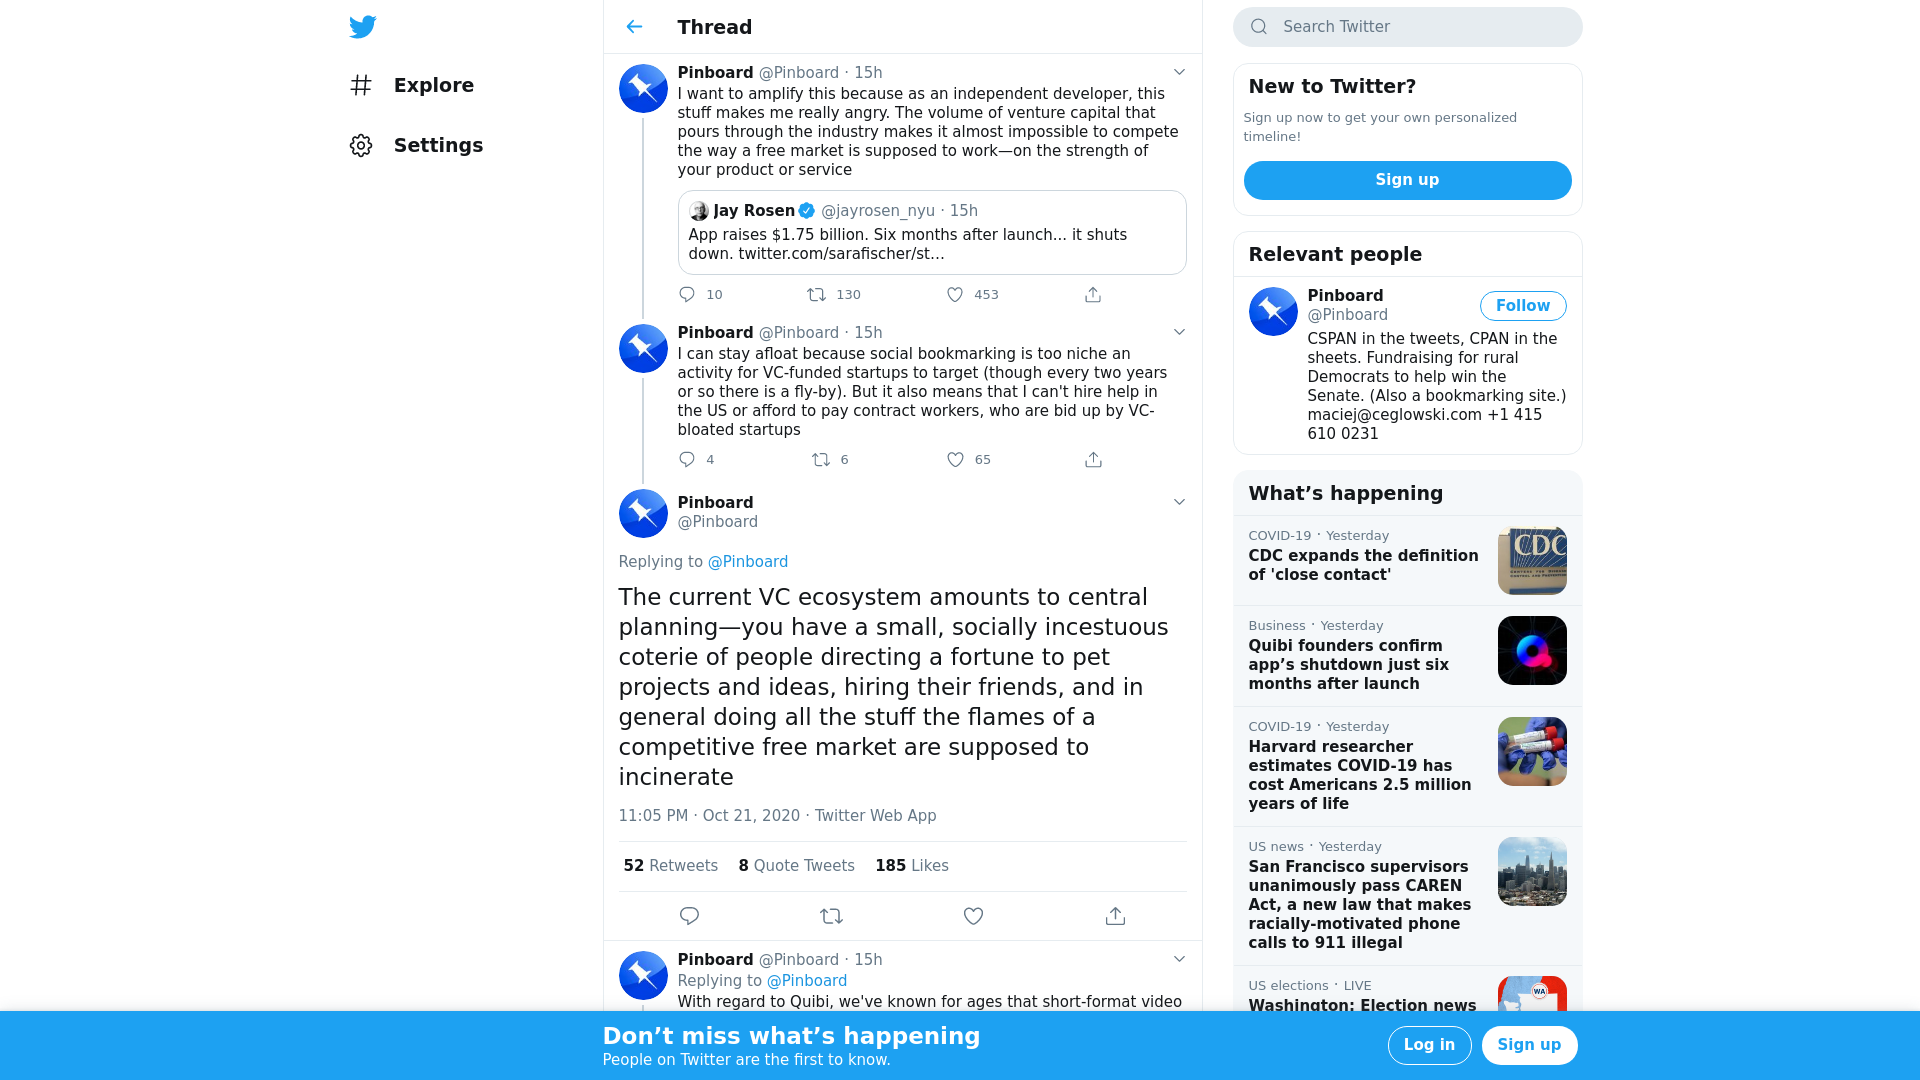 Explore
Settings
Thread
Pinboard @Pinboard · 15h
I want to amplify this because as an independent developer, this
stuff makes me really angry. The volume of venture capital that
pours through the industry makes it almost impossible to compete
the way a free market is supposed to work—on the strength of
your product or service
Jay Rosen @jayrosen_nyu · 15h
App raises $1.75 billion. Six months after launch... it shuts
down. twitter.com/sarafischer/st…
10 130 453
Pinboard @Pinboard · 15h
I can stay afloat because social bookmarking is too niche an
activity for VC-funded startups to target (though every two years
or so there is a fly-by). But it also means that I can't hire help in
the US or afford to pay contract workers, who are bid up by VC-
bloated startups
4 6 65
Pinboard
@Pinboard
Replying to @Pinboard
The current VC ecosystem amounts to central
planning—you have a small, socially incestuous
coterie of people directing a fortune to pet
projects and ideas, hiring their friends, and in
general doing all the stuff the flames of a
competitive free market are supposed to
incinerate
11:05 PM · Oct 21, 2020 · Twitter Web App
52 Retweets 8 Quote Tweets 185 Likes
Pinboard @Pinboard · 15h
Replying to @Pinboard
With regard to Quibi, we've known for ages that short-format video
Search Twitter
New to Twitter?
Sign up now to get your own personalized
timeline!
Sign up
Relevant people
Pinboard
@Pinboard
Follow
CSPAN in the tweets, CPAN in the
sheets. Fundraising for rural
Democrats to help win the
Senate. (Also a bookmarking site.)
maciej@ceglowski.com +1 415
610 0231
What’s happening
COVID-19 · Yesterday
CDC expands the definition
of 'close contact'
CDC
Business · Yesterday
Quibi founders confirm
app’s shutdown just six
months after launch
COVID-19 · Yesterday
Harvard researcher
estimates COVID-19 has
cost Americans 2.5 million
years of life
US news · Yesterday
San Francisco supervisors
unanimously pass CAREN
Act, a new law that makes
racially-motivated phone
calls to 911 illegal
US elections · LIVE
Washington: Election news
WA
Don’t miss what’s happening
People on Twitter are the first to know.
Log in
Sign up